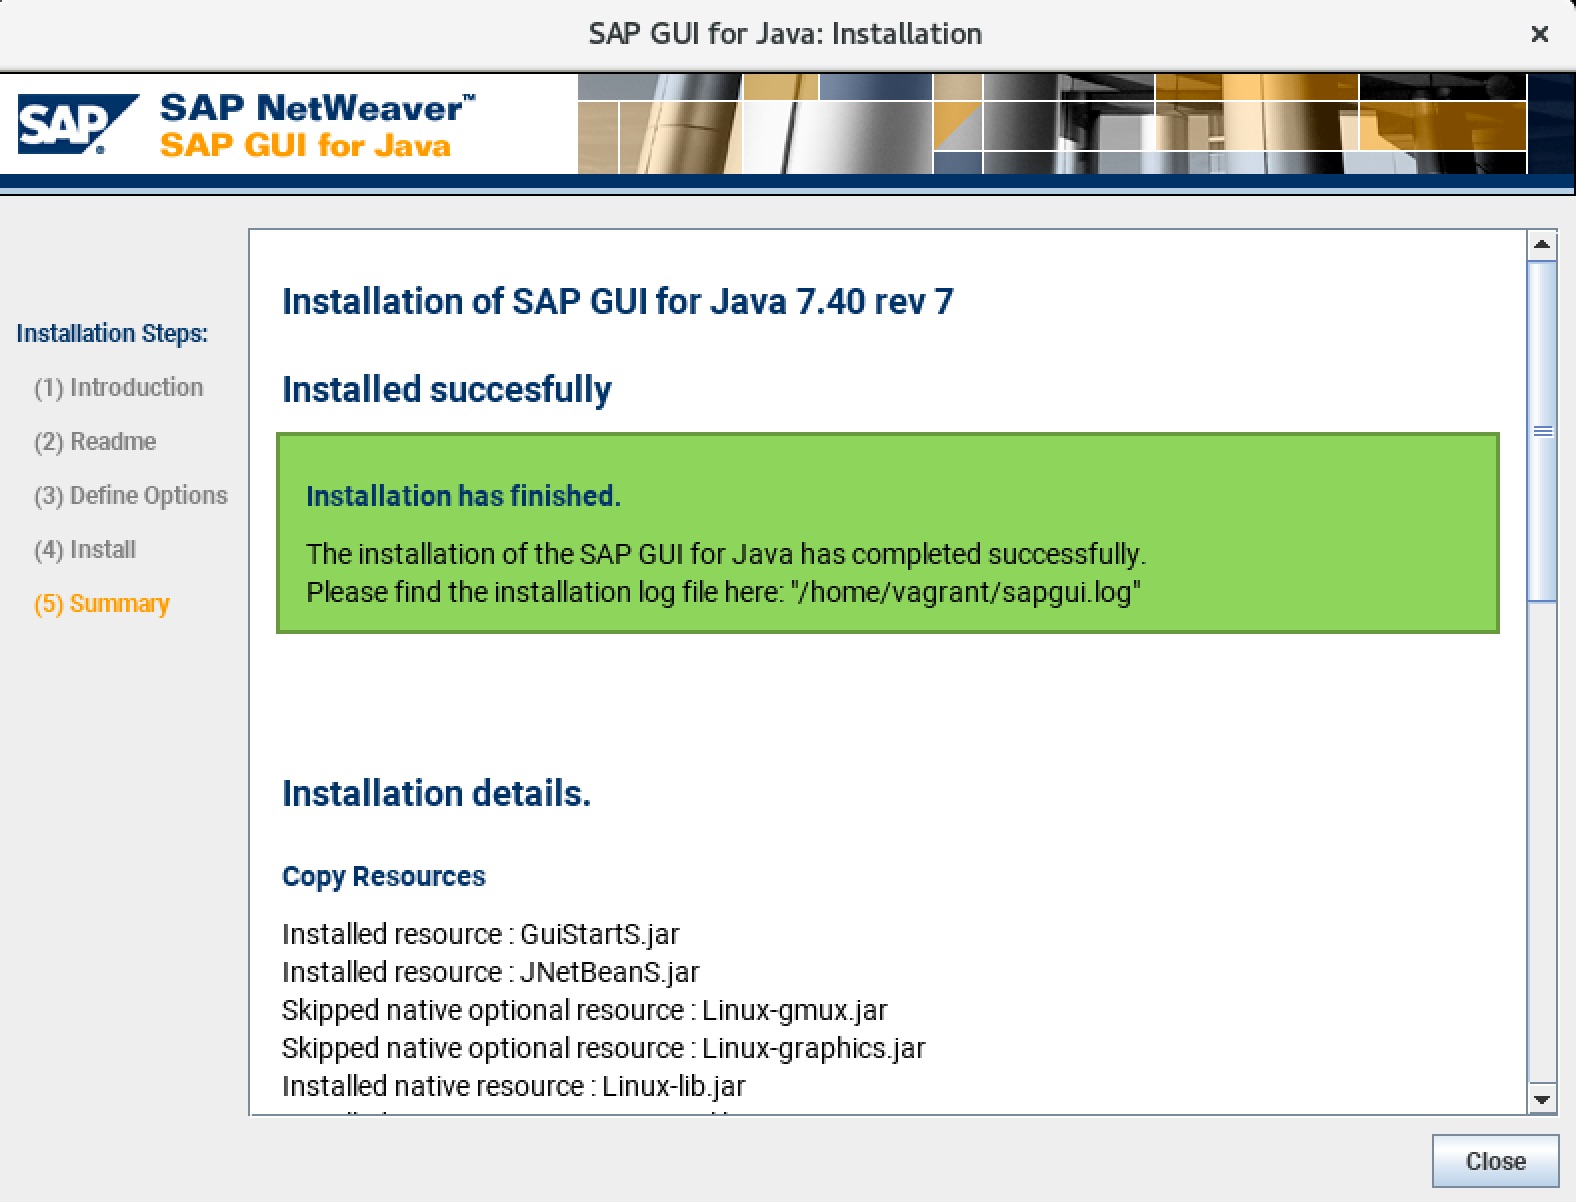 SAP GUI for Java: Installation
SAP®
SAP NetWeaver™
SAP GUI for Java
Installation Steps:
(1) Introduction
(2) Readme
(3) Define Options
(4) Install
(5) Summary
Installation of SAP GUI for Java 7.40 rev 7
Installed succesfully
Installation has finished.
The installation of the SAP GUI for Java has completed successfully.
Please find the installation log file here: "/home/vagrant/sapgui.log"
Installation details.
Copy Resources
Installed resource : GuiStartS.jar
Installed resource : JNetBeanS.jar
Skipped native optional resource : Linux-gmux.jar
Skipped native optional resource : Linux-graphics.jar
Installed native resource : Linux-lib.jar
Close